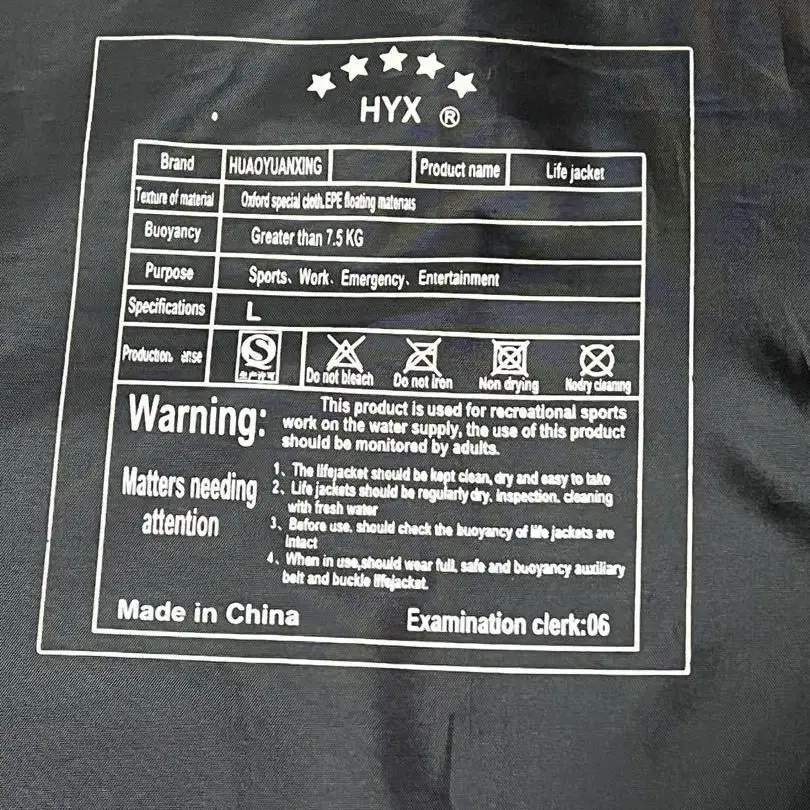 HYX ®
Brand HUAOYUANXING Product name Life jacket
Texture of material Oxford special cloth.EPE floating materials
Buoyancy Greater than 7.5 KG
Purpose Sports、Work、Emergency、Entertainment
Specifications L
Production
生产许可
Do not bleach Do not iron Non drying Nodry cleaning
Warning: This product is used for recreational sports
work on the water supply, the use of this product
should be monitored by adults.
Matters needing
attention
1、The lifejacket should be kept clean, dry and easy to take
2、Life jackets should be regularly dry. inspection. cleaning
with fresh water
3、Before use. should check the buoyancy of life jackets are
intact
4、When in use,should wear full, safe and buoyancy auxiliary
belt and buckle lifejacket.
Made in China Examination clerk:06